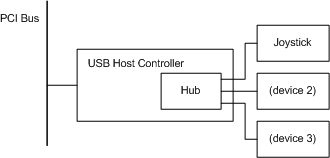 PCI Bus
USB Host Controller
Hub
Joystick
(device 2)
(device 3)